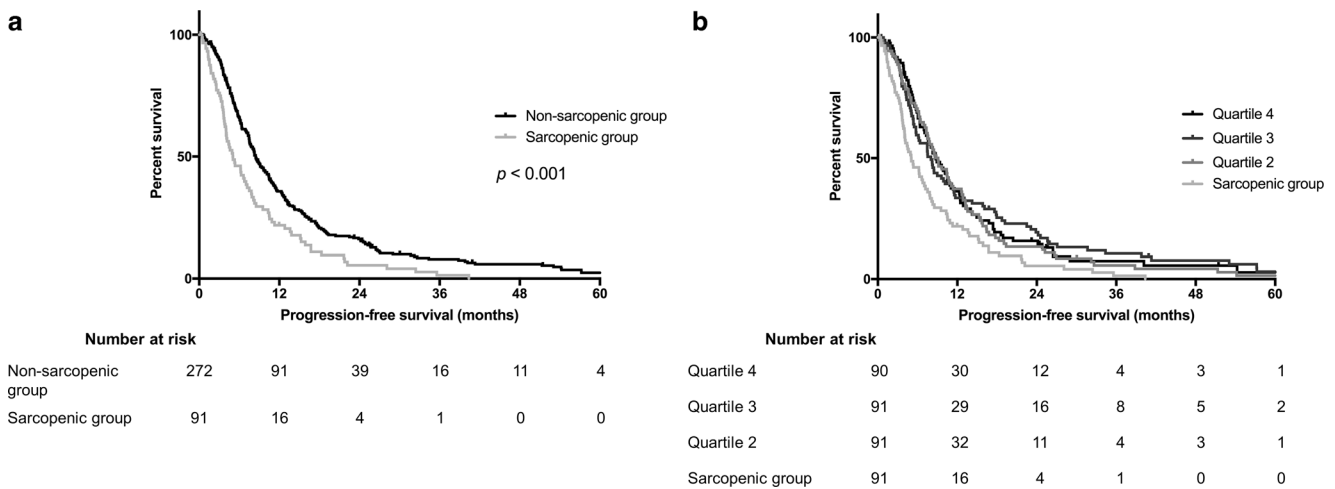 a
100
50
0
Percent survival
Non-sarcopenic group
Sarcopenic group
p < 0.001
0 12 24 36 48 60
Progression-free survival (months)
Number at risk
Non-sarcopenic
group
272 91 39 16 11 4
Sarcopenic group 91 16 4 1 0 0
b
100
50
0
Percent survival
Quartile 4
Quartile 3
Quartile 2
Sarcopenic group
0 12 24 36 48 60
Progression-free survival (months)
Number at risk
Quartile 4 90 30 12 4 3 1
Quartile 3 91 29 16 8 5 2
Quartile 2 91 32 11 4 3 1
Sarcopenic group 91 16 4 1 0 0